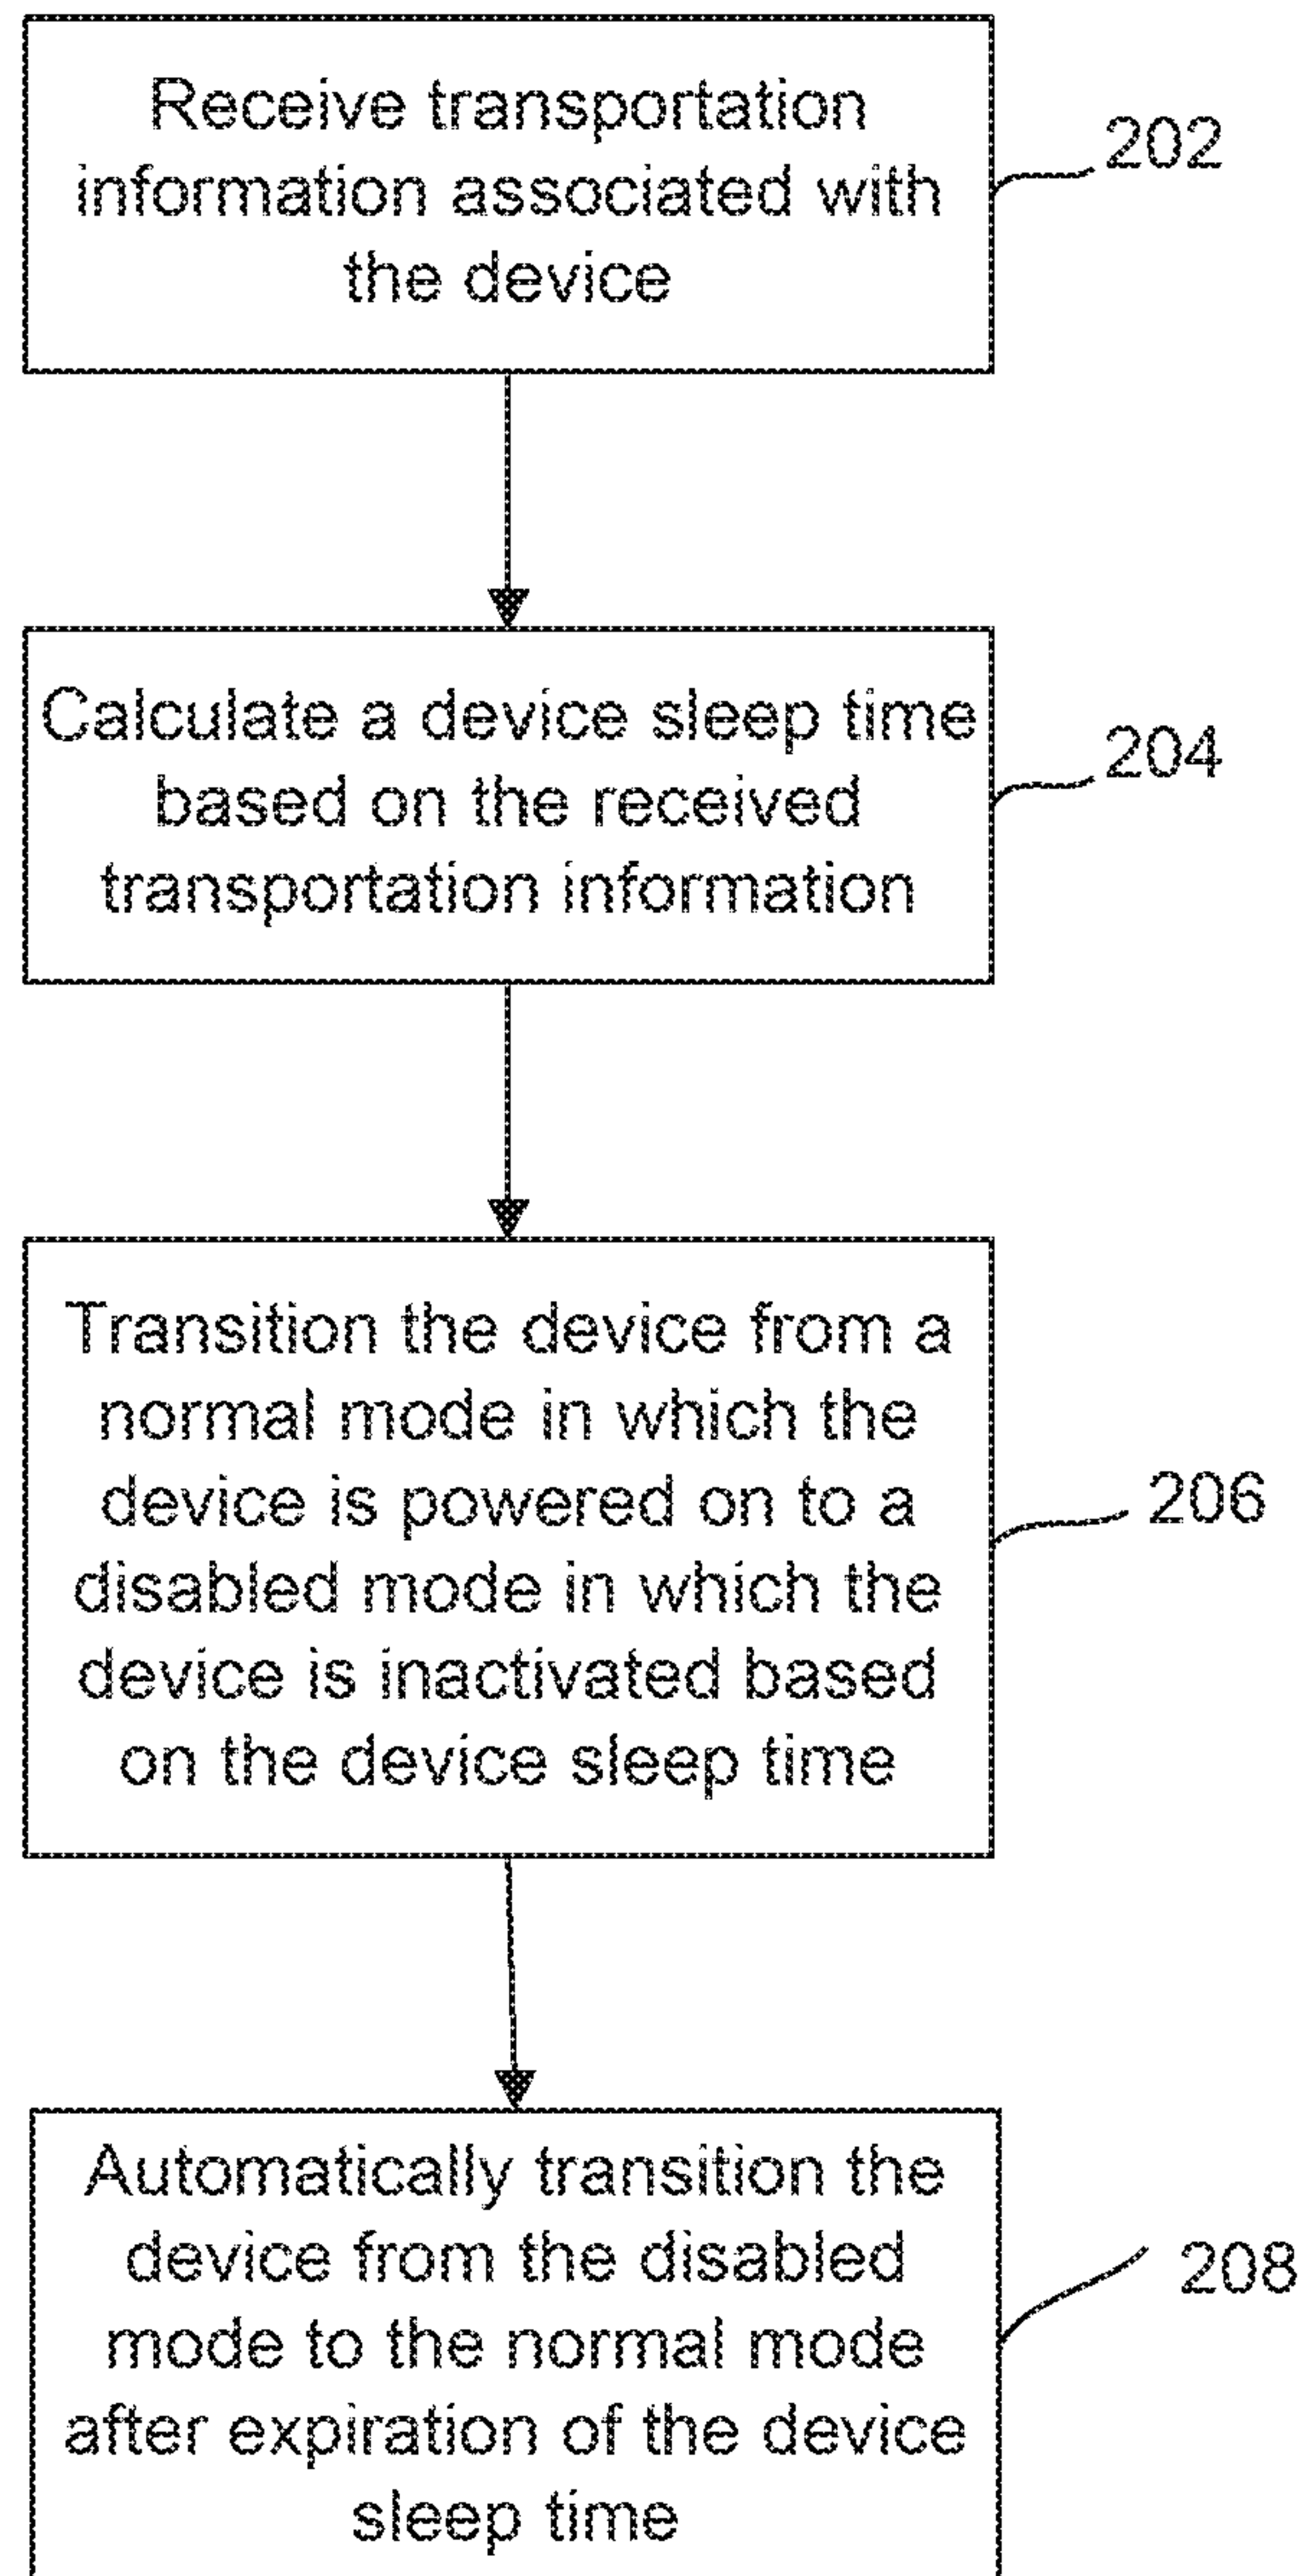 Receive transportation
information associated with
the device
202
Calculate a device sleep time
based on the received
transportation information
204
Transition the device from a
normal mode in which the
device is powered on to a
disabled mode in which the
device is inactivated based
on the device sleep time
206
Automatically transition the
device from the disabled
mode to the normal mode
after expiration of the device
sleep time
208